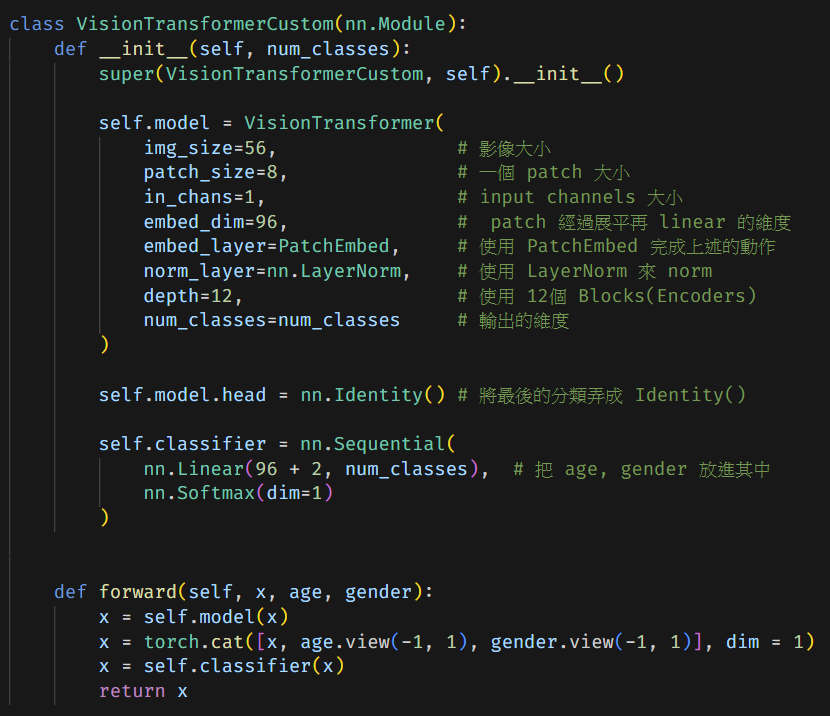 class VisionTransformerCustom(nn.Module):
    def __init__(self, num_classes):
        super(VisionTransformerCustom, self).__init__()
        self.model = VisionTransformer(
            img_size=56,                # 影像大小
            patch_size=8,               # 一個 patch 大小
            in_chans=1,                 # input channels 大小
            embed_dim=96,               #  patch 經過展平再 linear 的維度
            embed_layer=PatchEmbed,     # 使用 PatchEmbed 完成上述的動作
            norm_layer=nn.LayerNorm,    # 使用 LayerNorm 來 norm
            depth=12,                   # 使用 12個 Blocks(Encoders)
            num_classes=num_classes     # 輸出的維度
        )
        self.model.head = nn.Identity() # 將最後的分類弄成 Identity()
        self.classifier = nn.Sequential(
            nn.Linear(96 + 2, num_classes),  # 把 age, gender 放進其中
            nn.Softmax(dim=1)
        )
    def forward(self, x, age, gender):
        x = self.model(x)
        x = torch.cat([x, age.view(-1, 1), gender.view(-1, 1)], dim = 1)
        x = self.classifier(x)
        return x